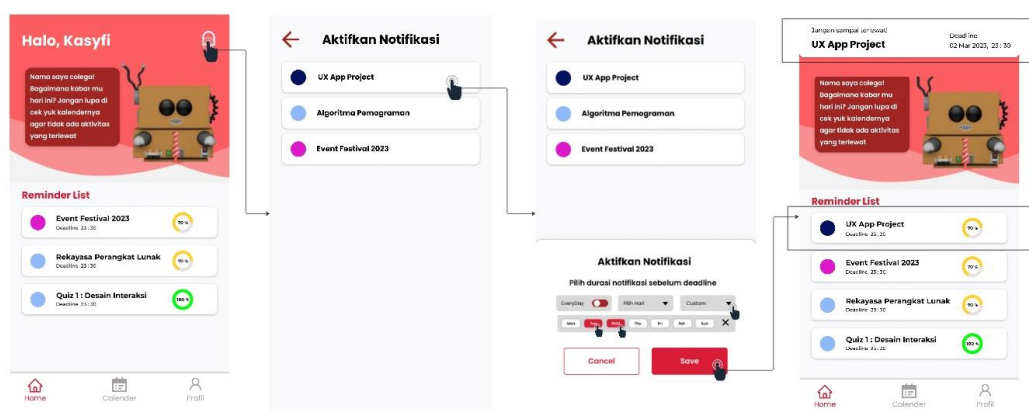 Halo, Kasyfi
Nama saya colega!
Bagaimana kabar mu
hari ini? Jangan lupa di
cek yuk kalendernya
agar tidak ada aktivitas
yang terlewat
Reminder List
Event Festival 2023
Deadline 23:30
70%
Rekayasa Perangkat Lunak
Deadline 23:30
70%
Quiz 1 : Desain Interaksi
Deadline 23:30
100%
Home
Calender
Profil
Aktifkan Notifikasi
UX App Project
Algoritma Pemograman
Event Festival 2023
Aktifkan Notifikasi
UX App Project
Algoritma Pemograman
Event Festival 2023
Aktifkan Notifikasi
Pilih durasi notifikasi sebelum deadline
Everyday
Pilih Hari
Custom
Mon
Tue
Wed
Thu
Fri
Sat
Sun
Cancel
Save
Jangan sampai terlewat!
UX App Project
Deadline
02 Mar 2023, 23:30
Nama saya colega!
Bagaimana kabar mu
hari ini? Jangan lupa di
cek yuk kalendernya
agar tidak ada aktivitas
yang terlewat
Reminder List
UX App Project
Deadline 23:30
70%
Event Festival 2023
Deadline 23:30
70%
Rekayasa Perangkat Lunak
Deadline 23:30
70%
Quiz 1 : Desain Interaksi
Deadline 23:30
100%
Home
Calender
Profil